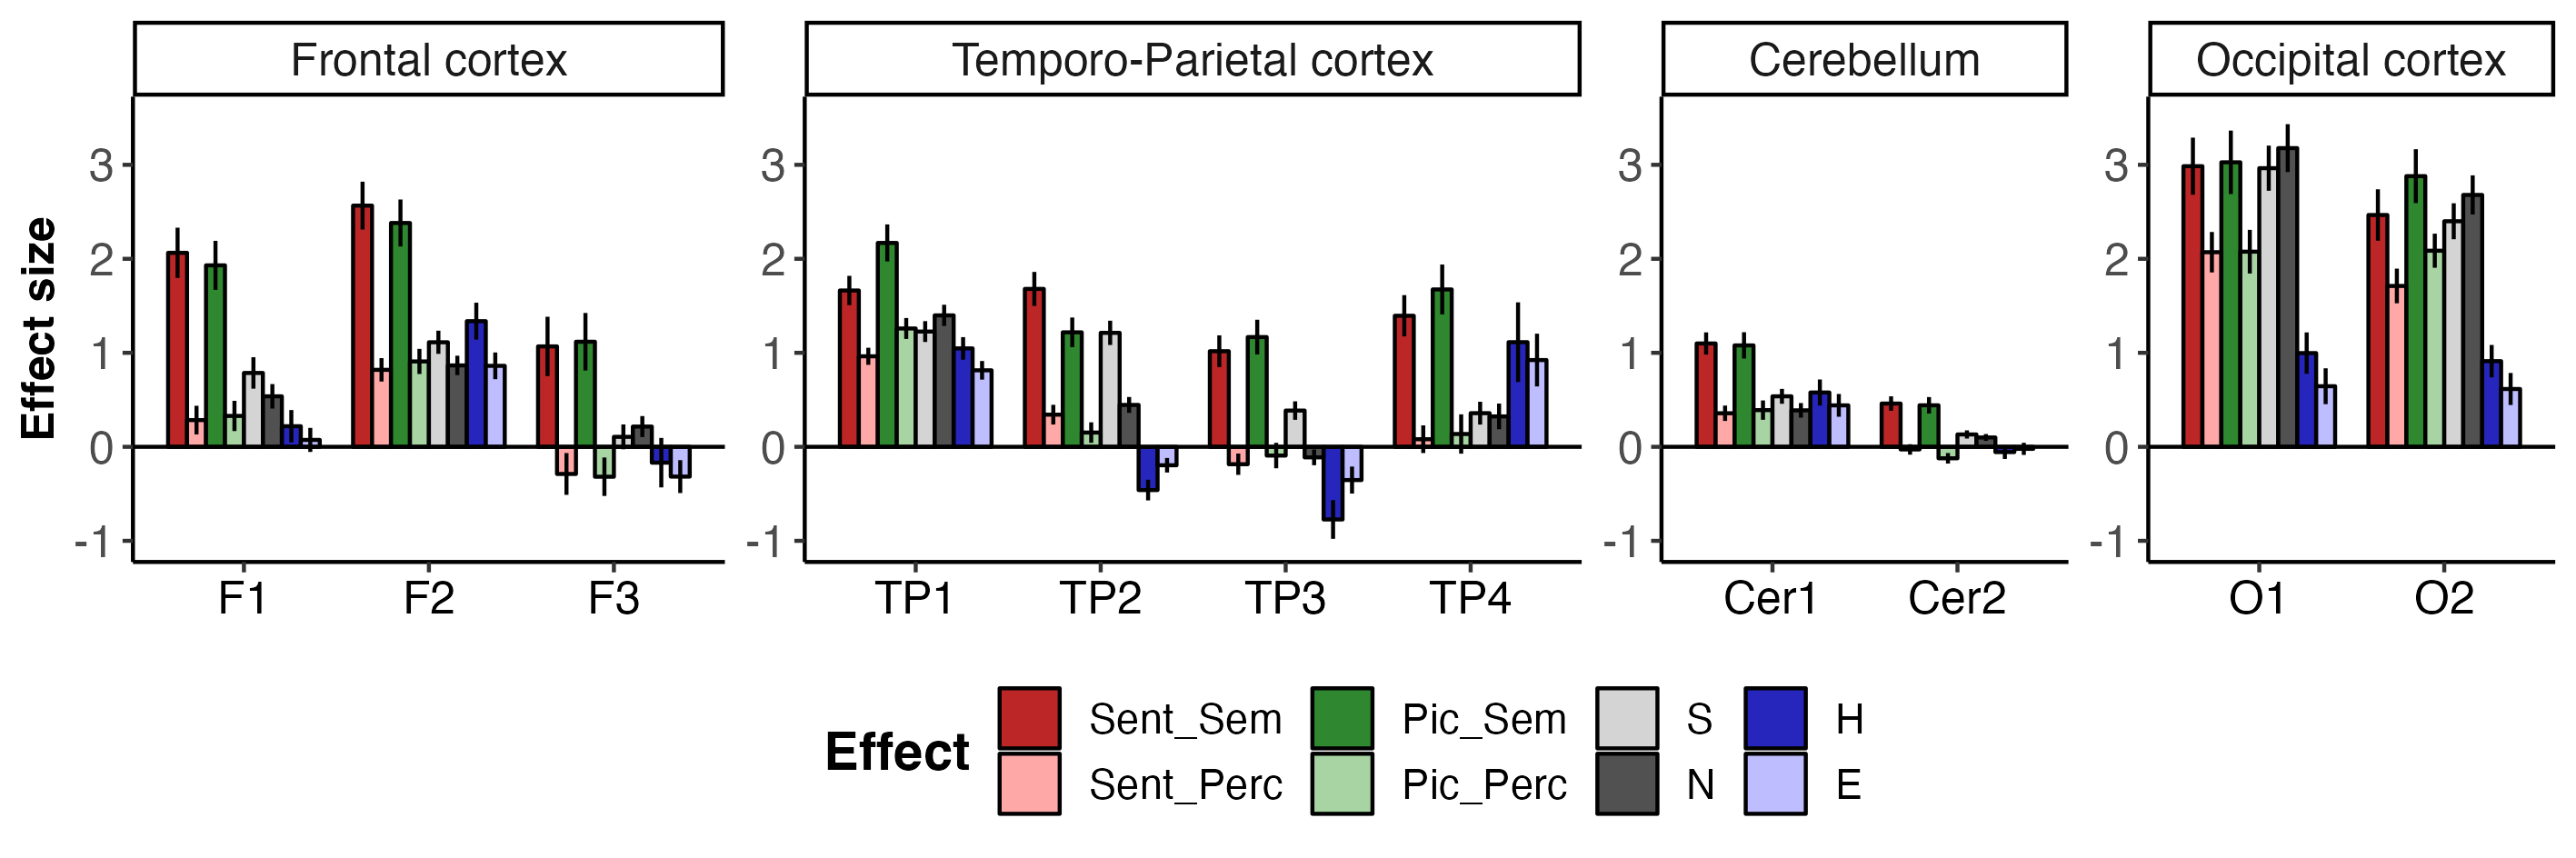 Frontal cortex
Temporo-Parietal cortex
Cerebellum
Occipital cortex
Effect size
3
2
1
0
-1
3
2
1
0
-1
3
2
1
0
-1
3
2
1
0
-1
F1 F2 F3
TP1 TP2 TP3 TP4
Cer1 Cer2
O1 O2
Effect
Sent_Sem Pic_Sem S H
Sent_Perc Pic_Perc N E